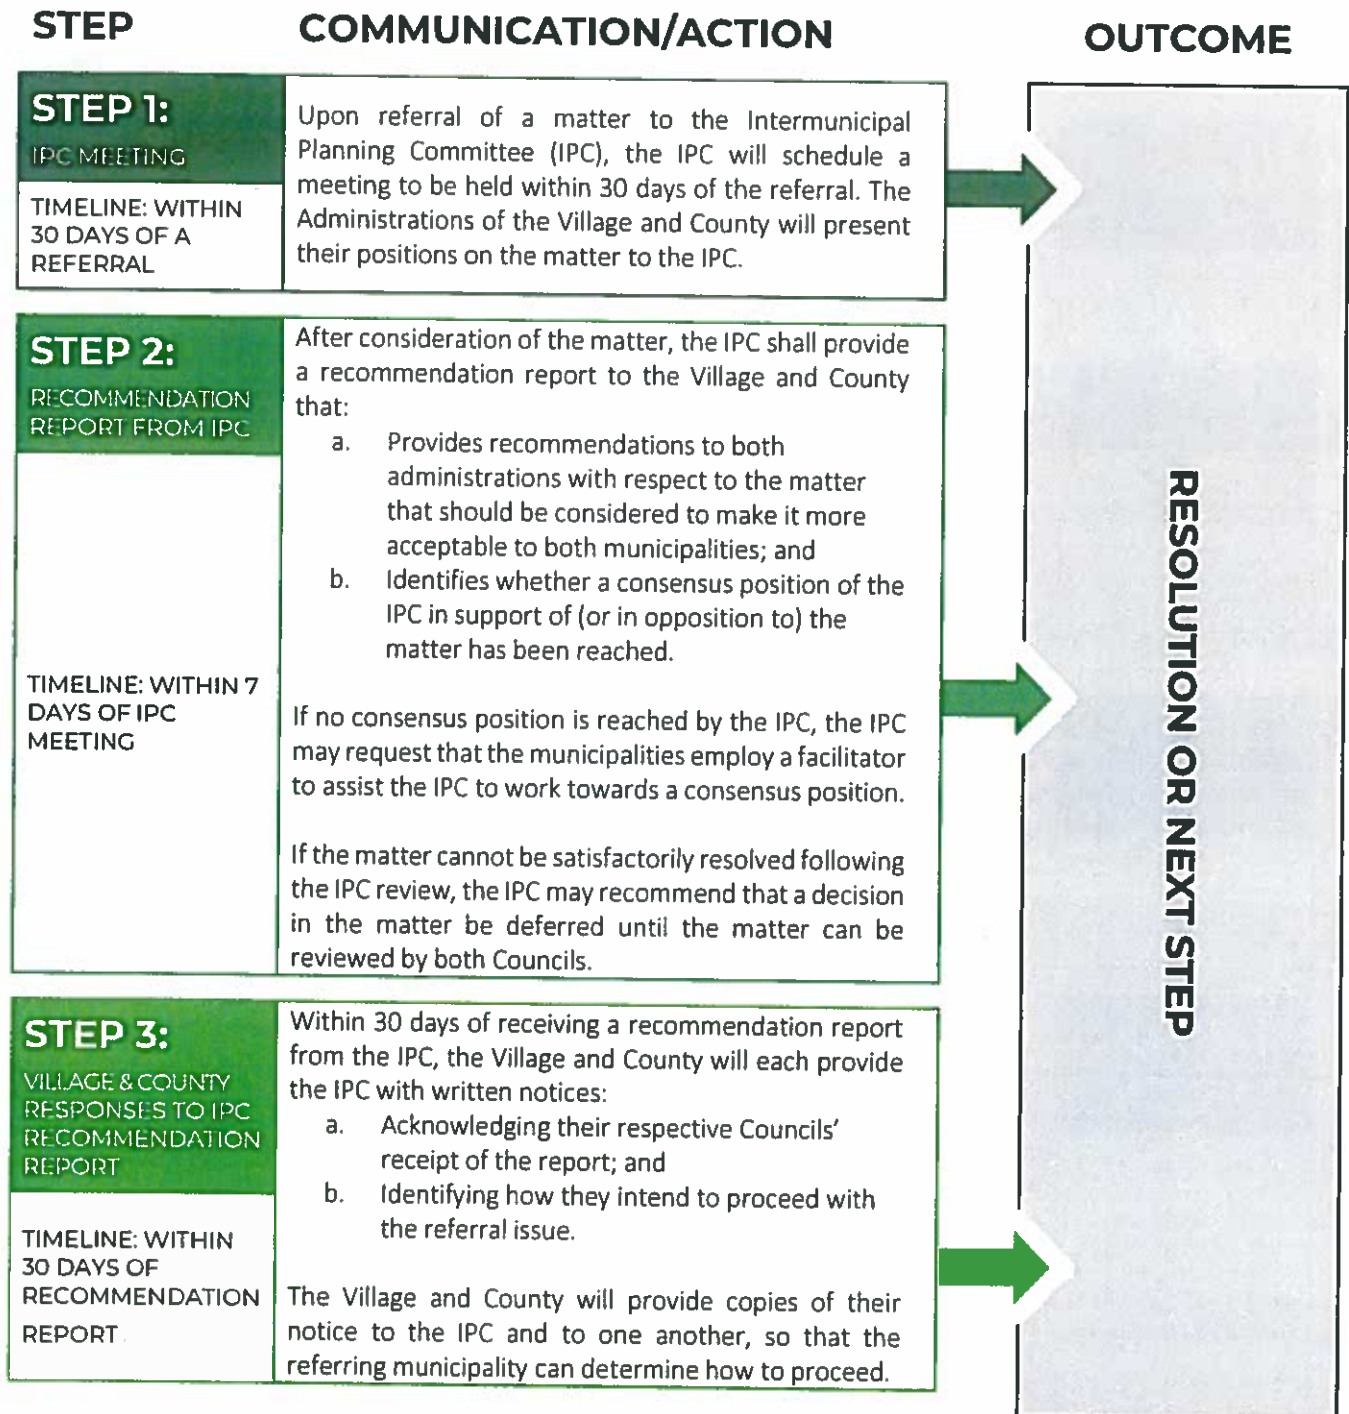 STEP
COMMUNICATION/ACTION
OUTCOME
STEP 1:
IPC MEETING
TIMELINE: WITHIN
30 DAYS OF A
REFERRAL
Upon referral of a matter to the Intermunicipal
Planning Committee (IPC), the IPC will schedule a
meeting to be held within 30 days of the referral. The
Administrations of the Village and County will present
their positions on the matter to the IPC.
STEP 2:
RECOMMENDATION
REPORT FROM IPC
TIMELINE: WITHIN 7
DAYS OF IPC
MEETING
After consideration of the matter, the IPC shall provide
a recommendation report to the Village and County
that:
a. Provides recommendations to both
administrations with respect to the matter
that should be considered to make it more
acceptable to both municipalities; and
b. Identifies whether a consensus position of the
IPC in support of (or in opposition to) the
matter has been reached.
If no consensus position is reached by the IPC, the IPC
may request that the municipalities employ a facilitator
to assist the IPC to work towards a consensus position.
If the matter cannot be satisfactorily resolved following
the IPC review, the IPC may recommend that a decision
in the matter be deferred until the matter can be
reviewed by both Councils.
STEP 3:
VILLAGE & COUNTY
RESPONSES TO IPC
RECOMMENDATION
REPORT
TIMELINE: WITHIN
30 DAYS OF
RECOMMENDATION
REPORT
Within 30 days of receiving a recommendation report
from the IPC, the Village and County will each provide
the IPC with written notices:
a. Acknowledging their respective Councils'
receipt of the report; and
b. Identifying how they intend to proceed with
the referral issue.
The Village and County will provide copies of their
notice to the IPC and to one another, so that the
referring municipality can determine how to proceed.
RESOLUTION OR NEXT STEP